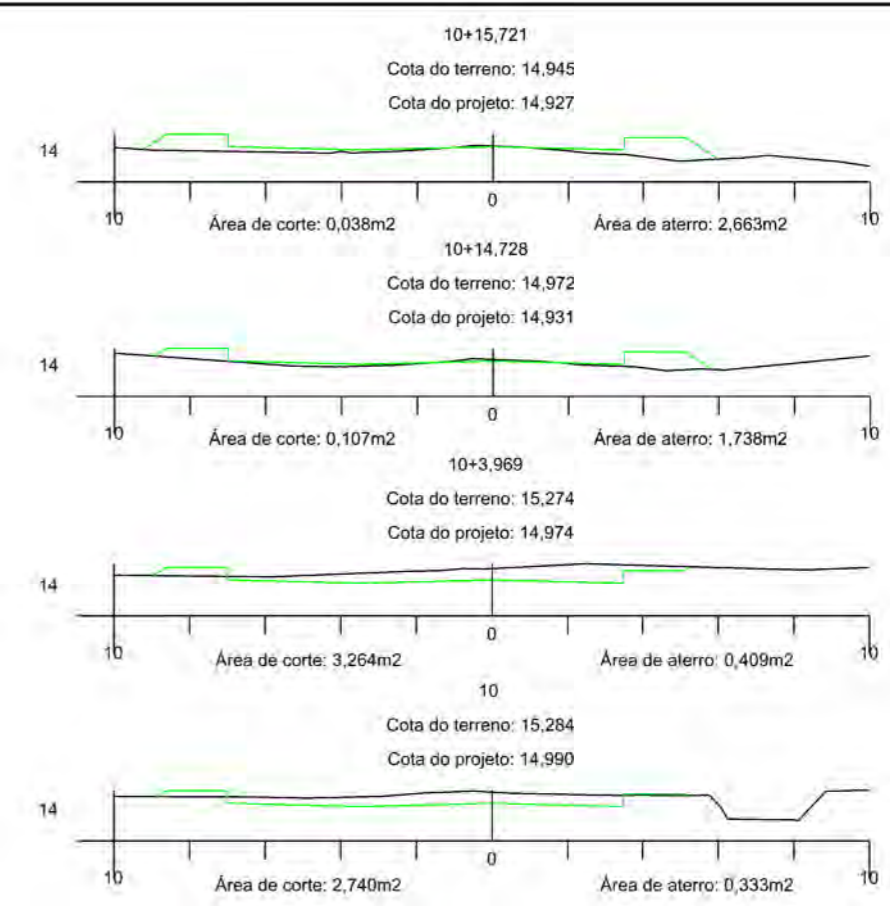 10+15,721
Cota do terreno: 14,945
Cota do projeto: 14,927
14
0
10 Área de corte: 0,038m2 Área de aterro: 2,663m2 10
10+14,728
Cota do terreno: 14,972
Cota do projeto: 14,931
14
0
10 Área de corte: 0,107m2 Área de aterro: 1,738m2 10
10+3,969
Cota do terreno: 15,274
Cota do projeto: 14,974
14
0
10 Área de corte: 3,264m2 Área de aterro: 0,409m2 10
10
Cota do terreno: 15,284
Cota do projeto: 14,990
14
0
10 Área de corte: 2,740m2 Área de aterro: 0,333m2 10